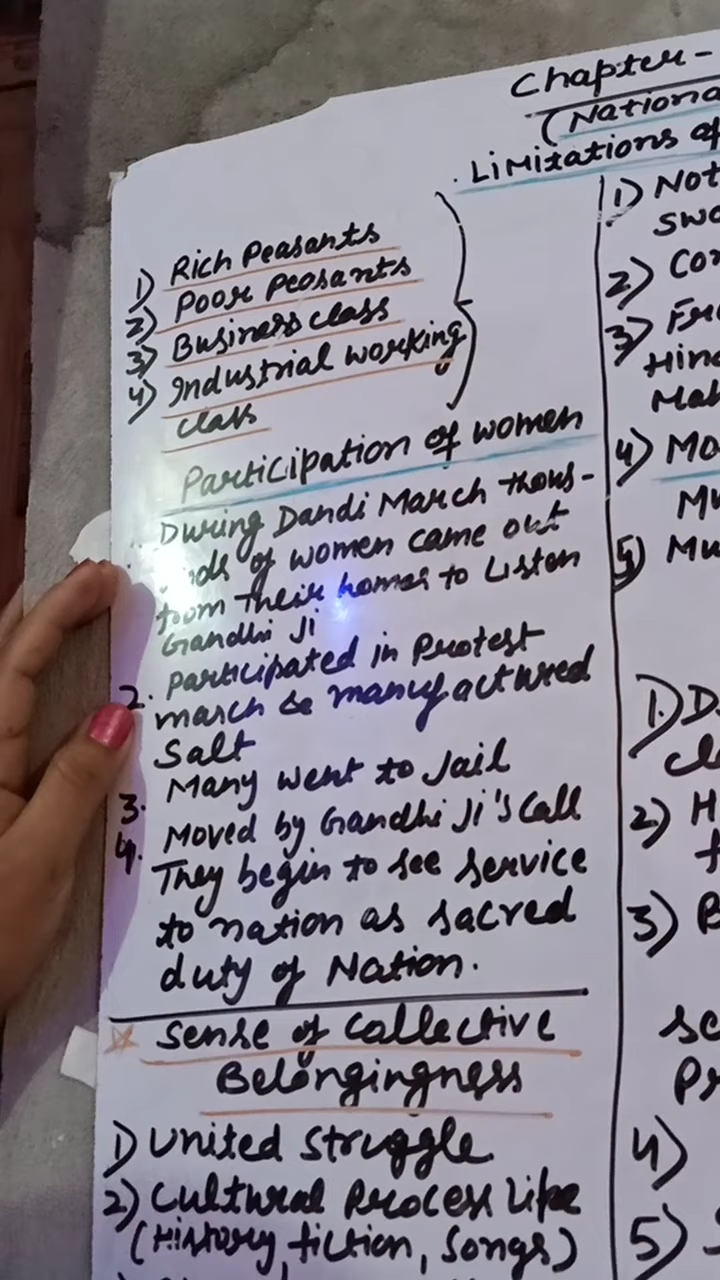 Chapter-
(Nationa
. Limitations of
1) Rich Peasants
2) Poor Peasants
3) Business class
4) Industrial working
class
Participation of women
During Dandi March thous-
nds of women came out
from Their homes to Listen
Gandhi Ji
2. Participated in Protest
march & manufactured
Salt
3. Many went to Jail
4. Moved by Gandhi Ji's Call
They begin to see service
to nation as sacred
duty of Nation.
☆ Sense of Collective
Belongingness
1) United Struggle
2) Cultural Process Like
(History, fiction, Songs)
1) Not
swa
2) Con
3) Fri
Hind
Mah
4) Mo
Mu
5) Mu
1.) D.
cl
2) H
t
3) B
se
Pr
4)
5)